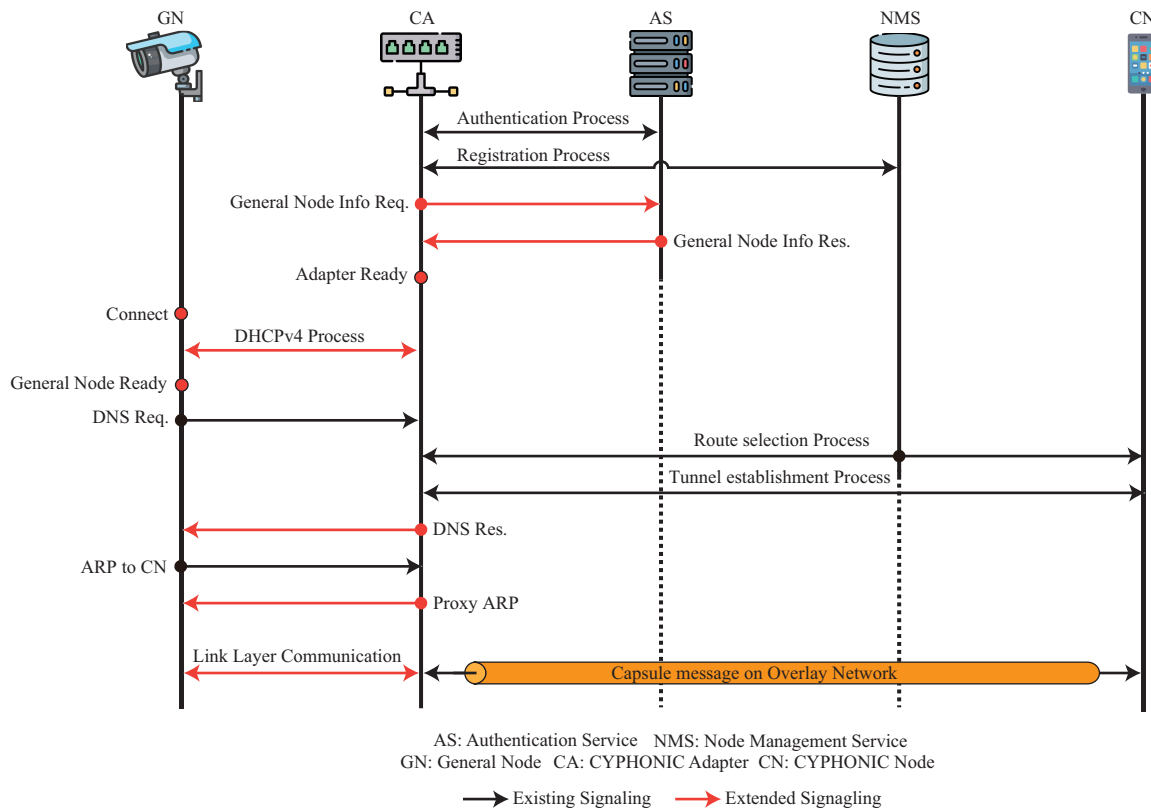 GN CA AS NMS CN
Authentication Process
Registration Process
General Node Info Req.
General Node Info Res.
Adapter Ready
Connect
DHCPv4 Process
General Node Ready
DNS Req.
Route selection Process
Tunnel establishment Process
DNS Res.
ARP to CN
Proxy ARP
Link Layer Communication
Capsule message on Overlay Network
AS: Authentication Service NMS: Node Management Service
GN: General Node CA: CYPHONIC Adapter CN: CYPHONIC Node
Existing Signaling Extended Signagling